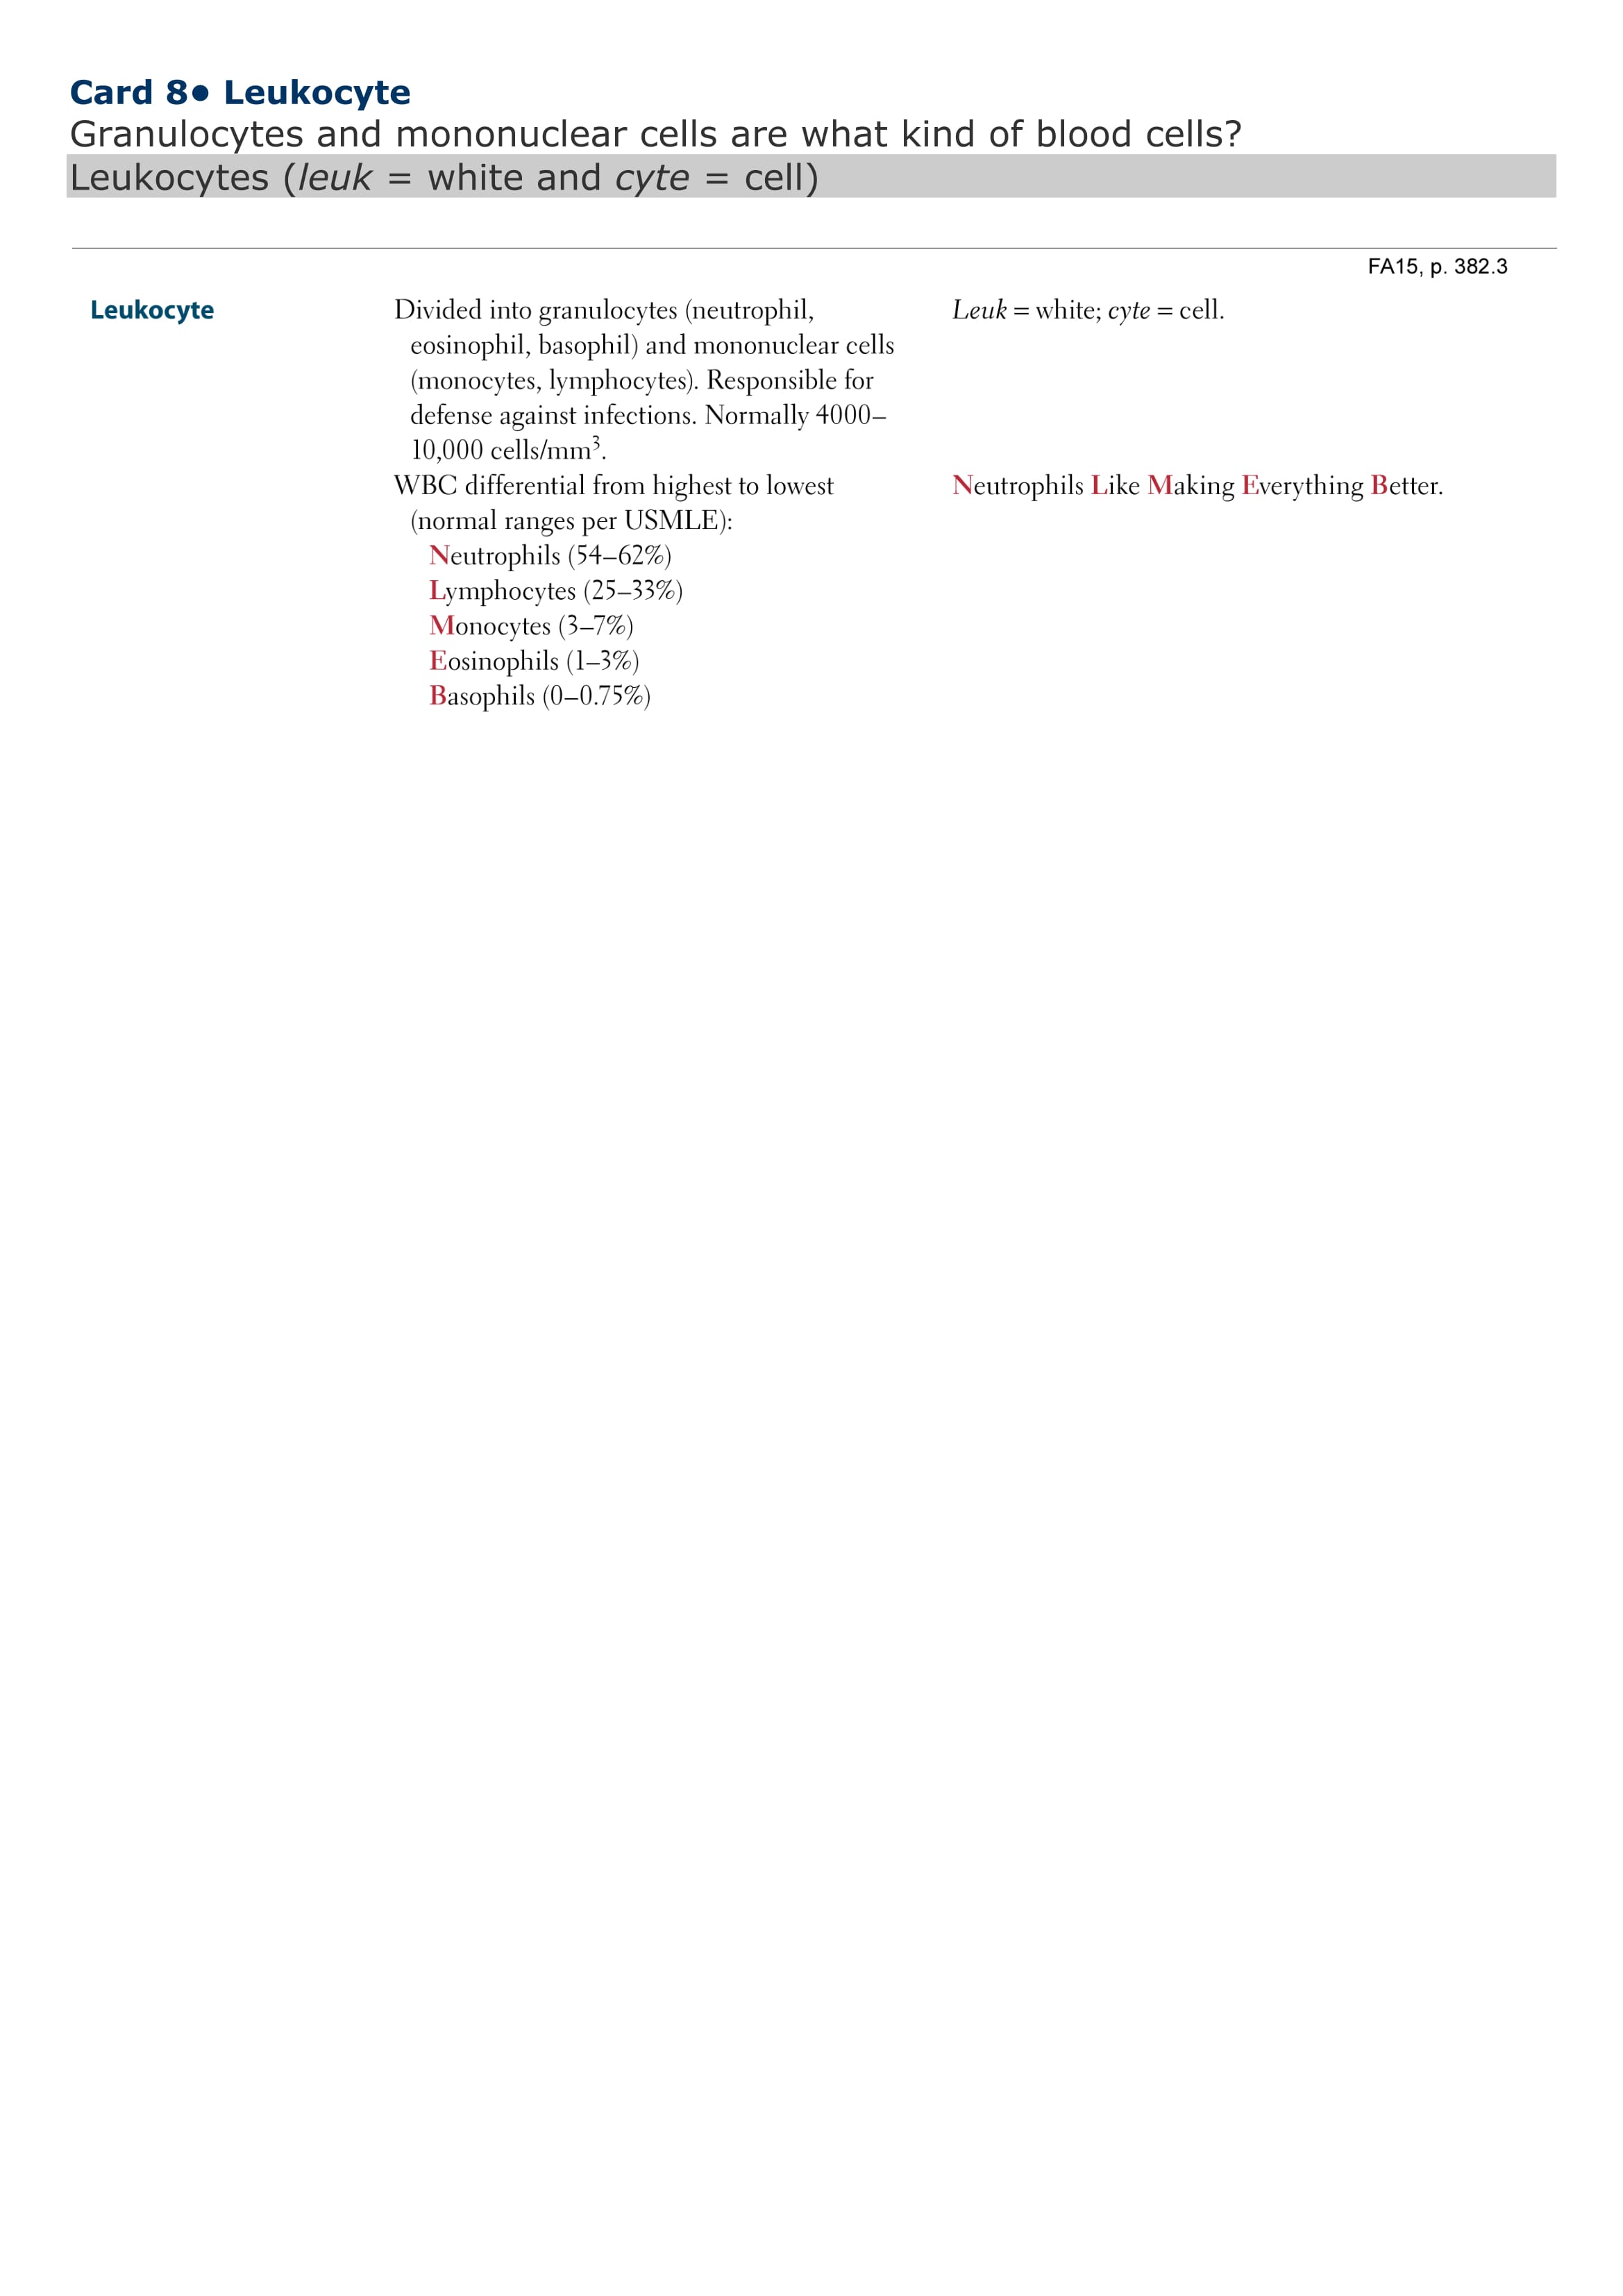 Card 8• Leukocyte
Granulocytes and mononuclear cells are what kind of blood cells?
Leukocytes (leuk = white and cyte = cell)
FA15, p. 382.3
Leukocyte
Divided into granulocytes (neutrophil,
eosinophil, basophil) and mononuclear cells
(monocytes, lymphocytes). Responsible for
defense against infections. Normally 4000–
10,000 cells/mm³.
WBC differential from highest to lowest
(normal ranges per USMLE):
Neutrophils (54–62%)
Lymphocytes (25–33%)
Monocytes (3–7%)
Eosinophils (1–3%)
Basophils (0–0.75%)
Leuk = white; cyte = cell.
Neutrophils Like Making Everything Better.